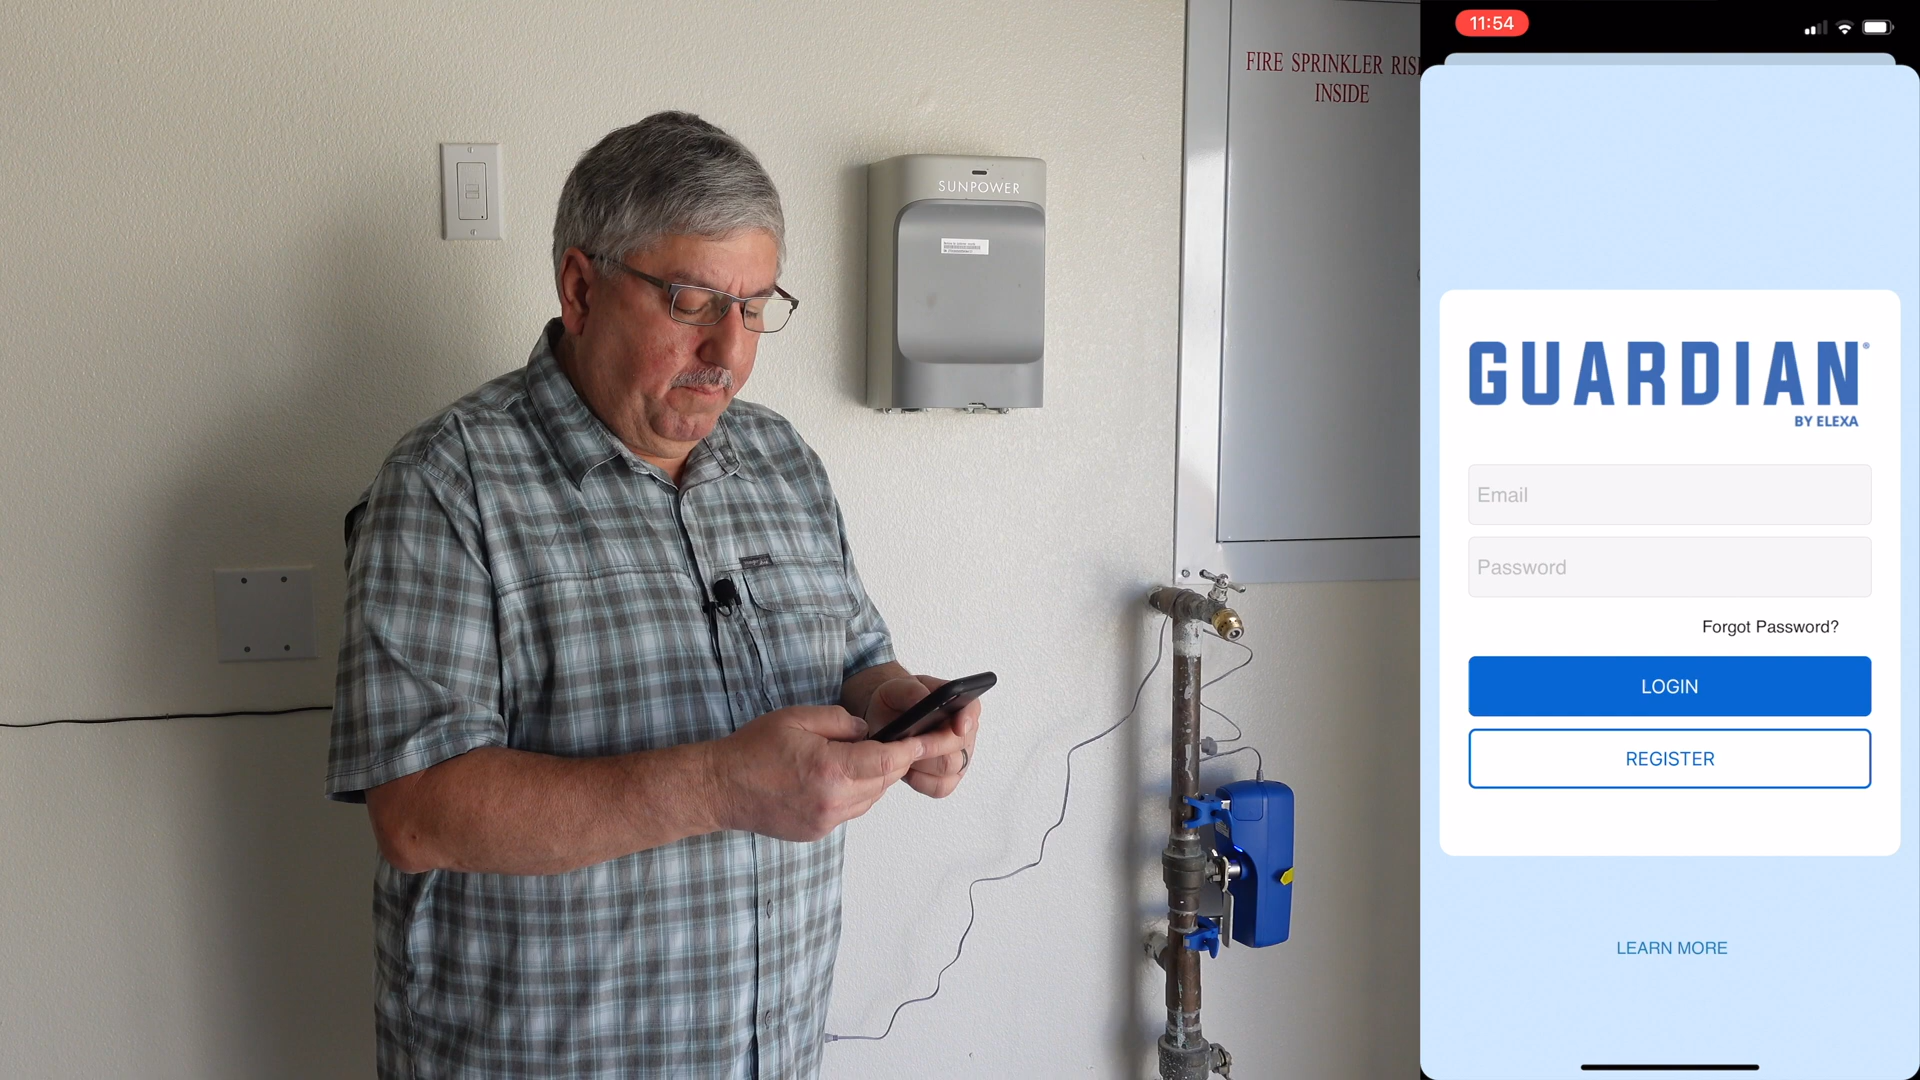 FIRE SPRINKLER RIS
INSIDE
SUNPOWER
11:54
GUARDIAN®
BY ELEXA
Email
Password
Forgot Password?
LOGIN
REGISTER
LEARN MORE